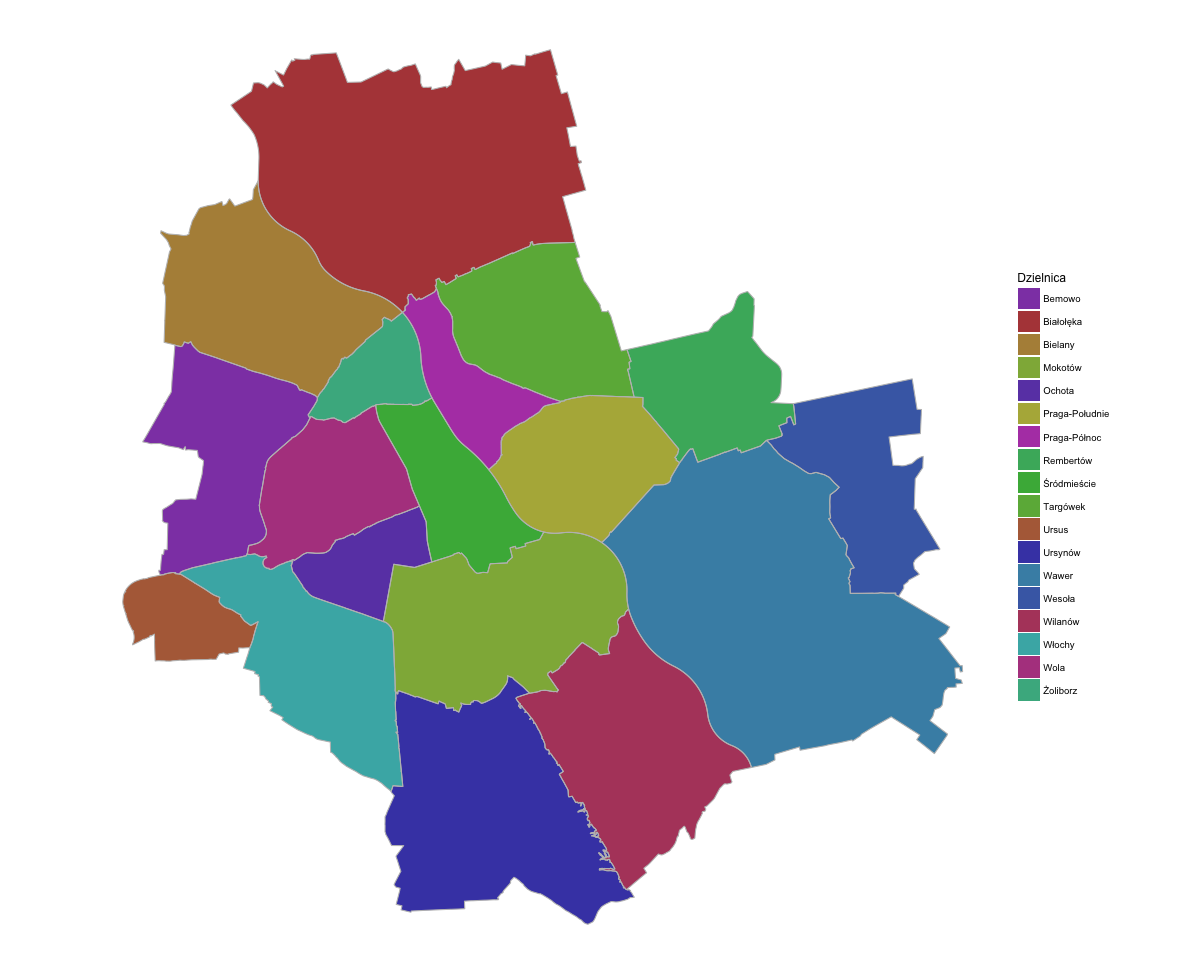 Dzielnica
Bemowo
Białołęka
Bielany
Mokotów
Ochota
Praga-Południe
Praga-Północ
Rembertów
Śródmieście
Targówek
Ursus
Ursynów
Wawer
Wesoła
Wilanów
Włochy
Wola
Żoliborz